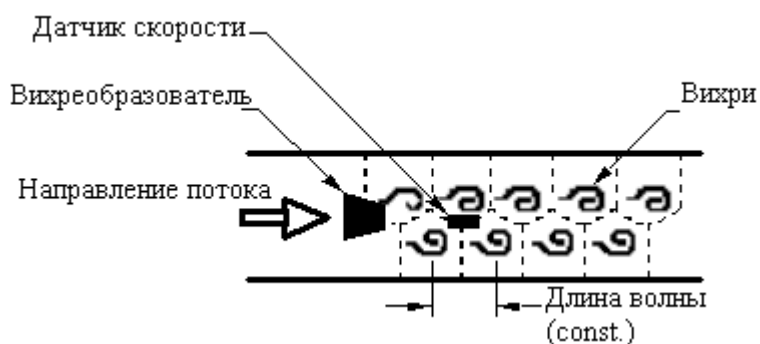 Датчик скорости
Вихреобразователь
Вихри
Направление потока
Длина волны
(const.)